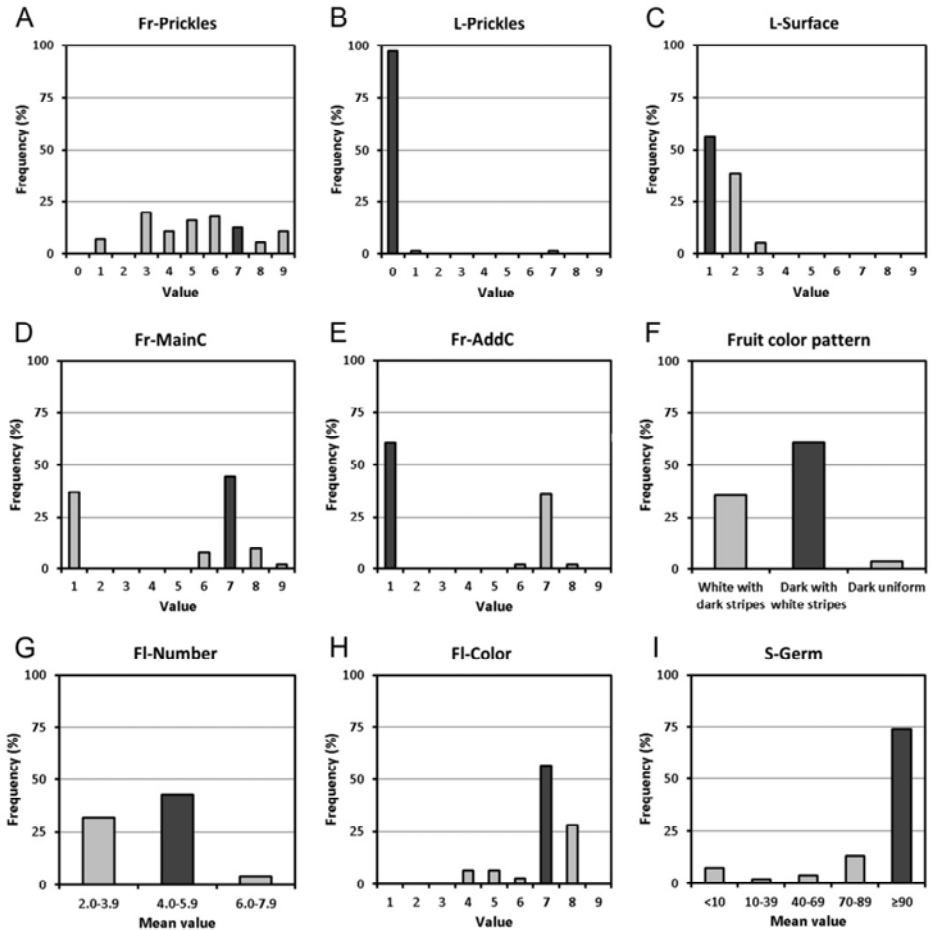 A
Fr-Prickles
Frequency (%)
100
75
50
25
0
0 1 2 3 4 5 6 7 8 9
Value
B
L-Prickles
Frequency (%)
100
75
50
25
0
0 1 2 3 4 5 6 7 8 9
Value
C
L-Surface
Frequency (%)
100
75
50
25
0
1 2 3 4 5 6 7 8 9
Value
D
Fr-MainC
Frequency (%)
100
75
50
25
0
1 2 3 4 5 6 7 8 9
Value
E
Fr-AddC
Frequency (%)
100
75
50
25
0
1 2 3 4 5 6 7 8 9
Value
F
Fruit color pattern
Frequency (%)
100
75
50
25
0
White with dark stripes
Dark with white stripes
Dark uniform
G
Fl-Number
Frequency (%)
100
75
50
25
0
2.0-3.9 4.0-5.9 6.0-7.9
Mean value
H
Fl-Color
Frequency (%)
100
75
50
25
0
1 2 3 4 5 6 7 8 9
Value
I
S-Germ
Frequency (%)
100
75
50
25
0
<10 10-39 40-69 70-89 ≥90
Mean value